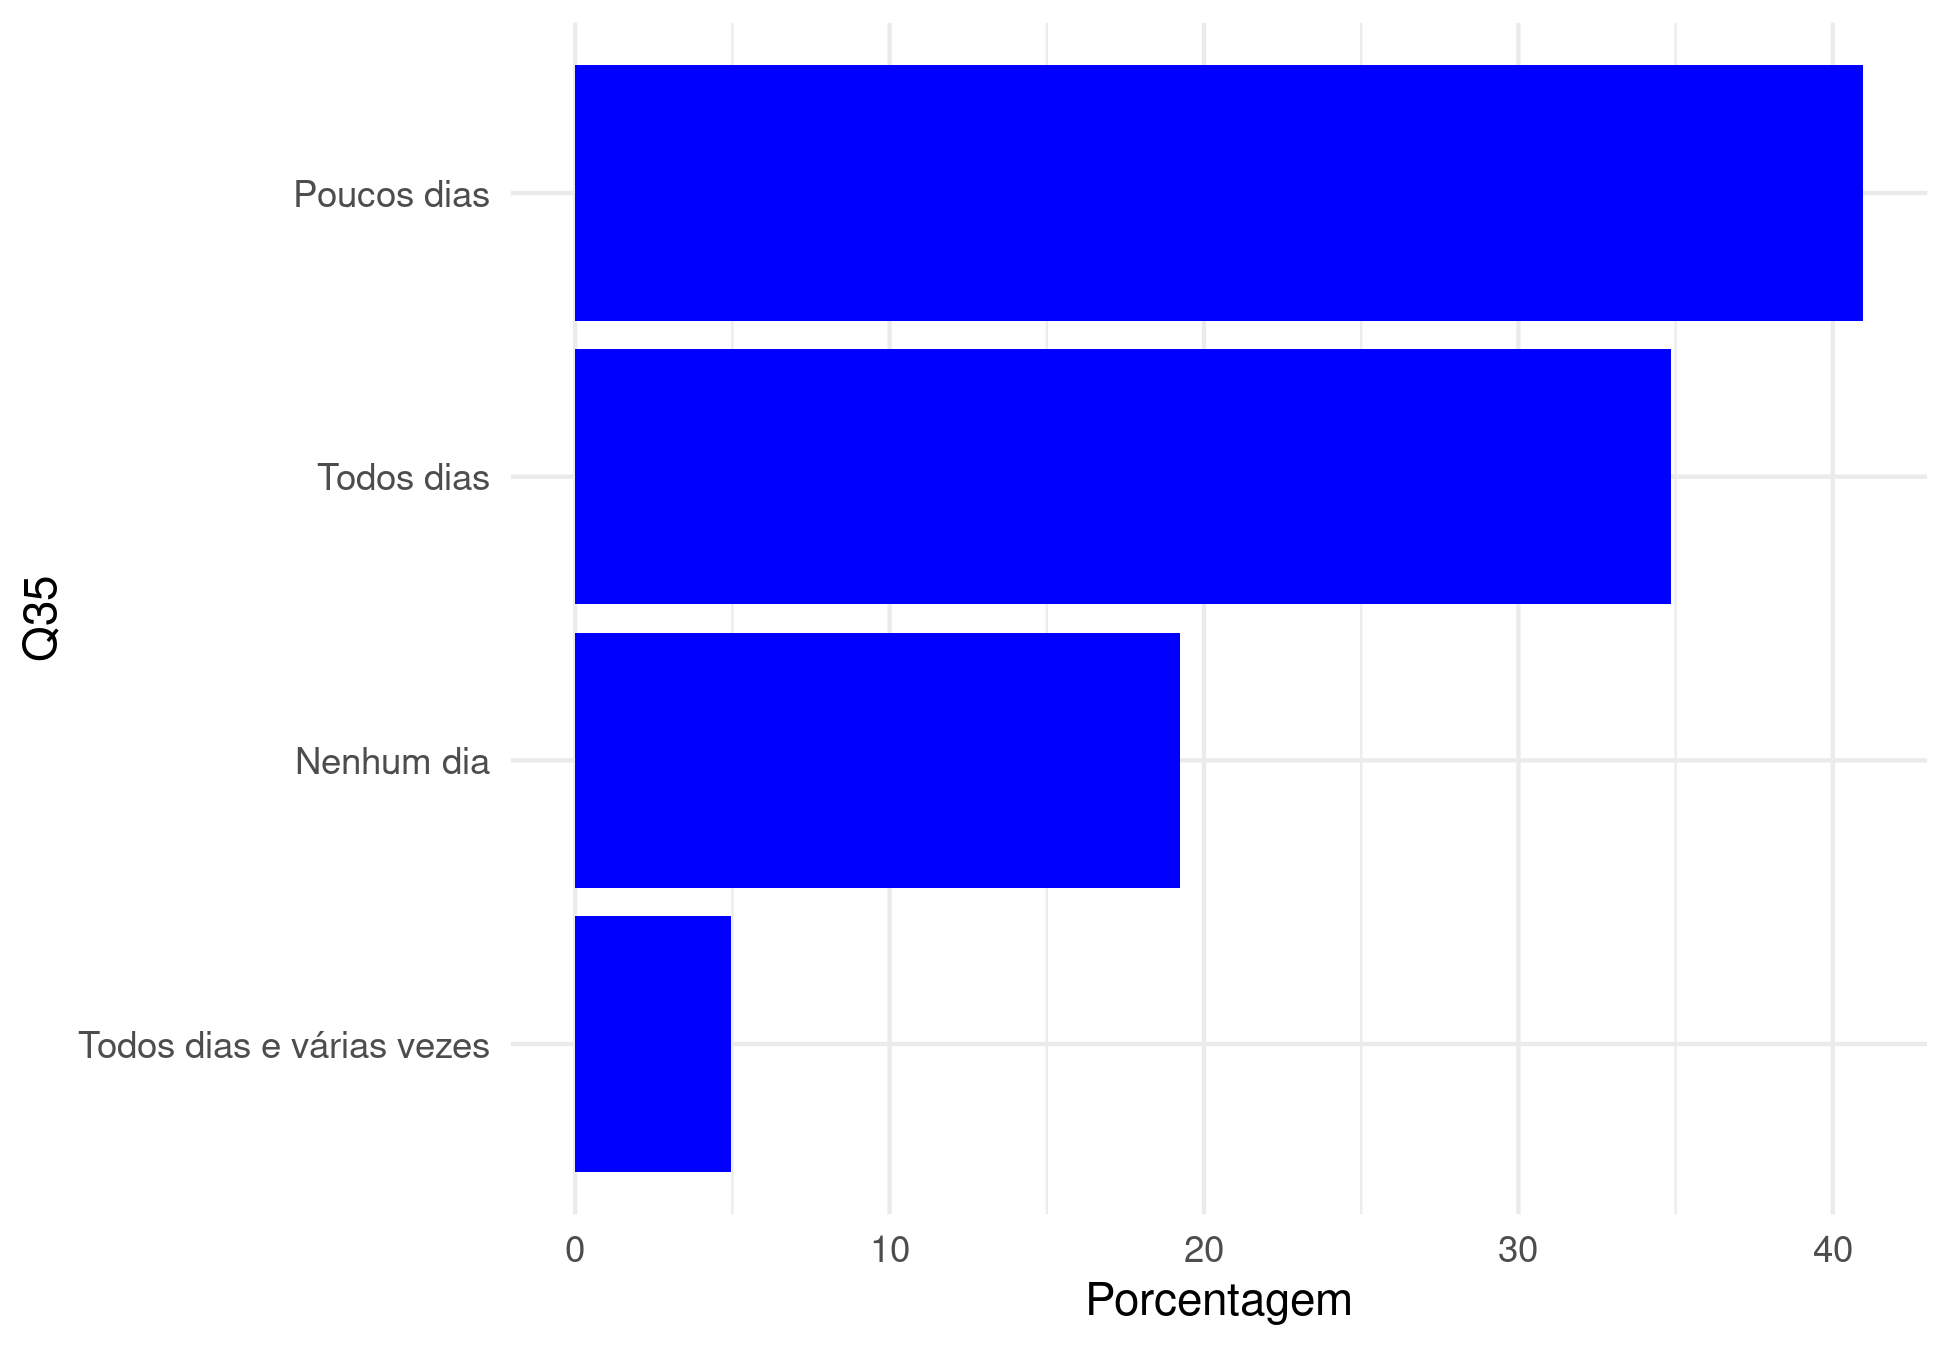 Poucos dias
Todos dias
Nenhum dia
Todos dias e várias vezes
Q35
0 10 20 30 40
Porcentagem